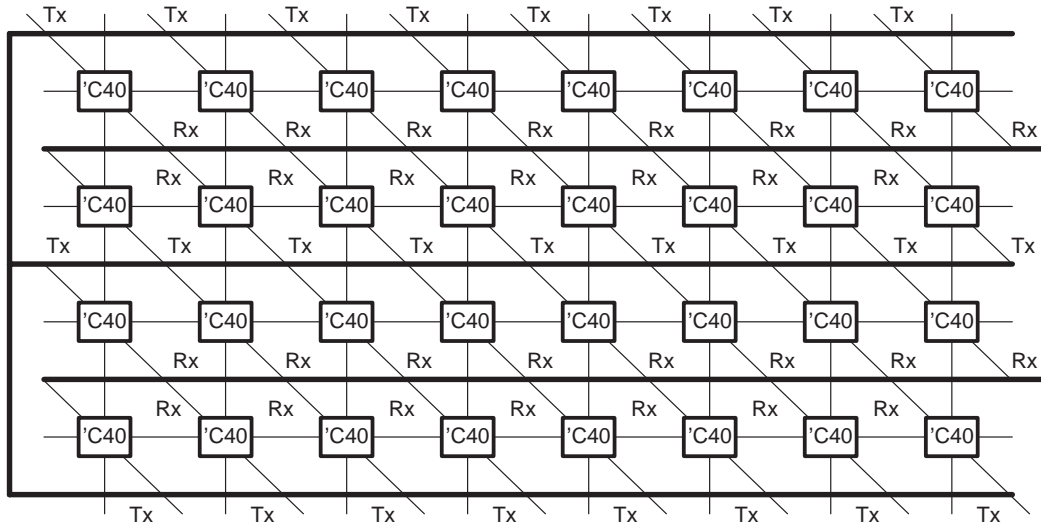 Tx Tx Tx Tx Tx Tx Tx Tx
’C40 ’C40 ’C40 ’C40 ’C40 ’C40 ’C40 ’C40
Rx Rx Rx Rx Rx Rx Rx Rx
Rx Rx Rx Rx Rx Rx Rx
’C40 ’C40 ’C40 ’C40 ’C40 ’C40 ’C40 ’C40
Tx Tx Tx Tx Tx Tx Tx Tx Tx
’C40 ’C40 ’C40 ’C40 ’C40 ’C40 ’C40 ’C40
Rx Rx Rx Rx Rx Rx Rx Rx
Rx Rx Rx Rx Rx Rx Rx
’C40 ’C40 ’C40 ’C40 ’C40 ’C40 ’C40 ’C40
Tx Tx Tx Tx Tx Tx Tx Tx